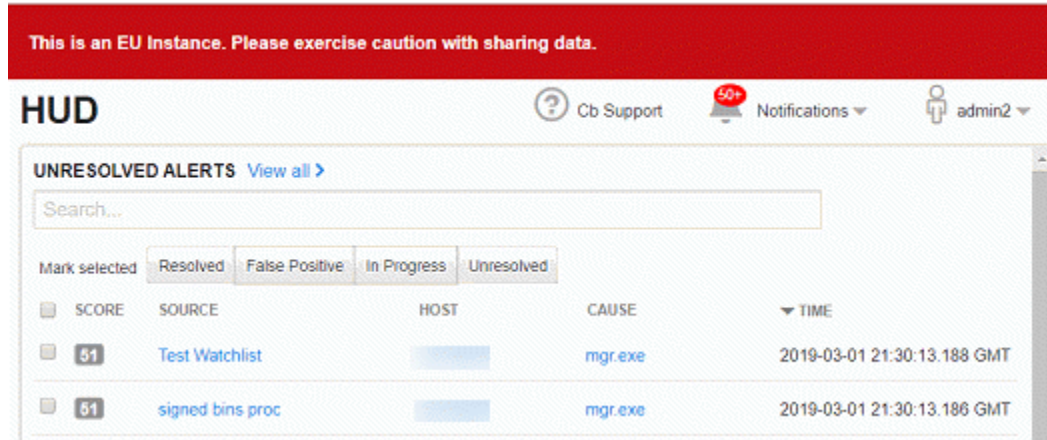 This is an EU Instance. Please exercise caution with sharing data.
HUD
? Cb Support
50+ Notifications
admin2
UNRESOLVED ALERTS View all >
Search...
Mark selected Resolved False Positive In Progress Unresolved
SCORE SOURCE HOST CAUSE TIME
51 Test Watchlist mgr.exe 2019-03-01 21:30:13.188 GMT
51 signed bins proc mgr.exe 2019-03-01 21:30:13.186 GMT